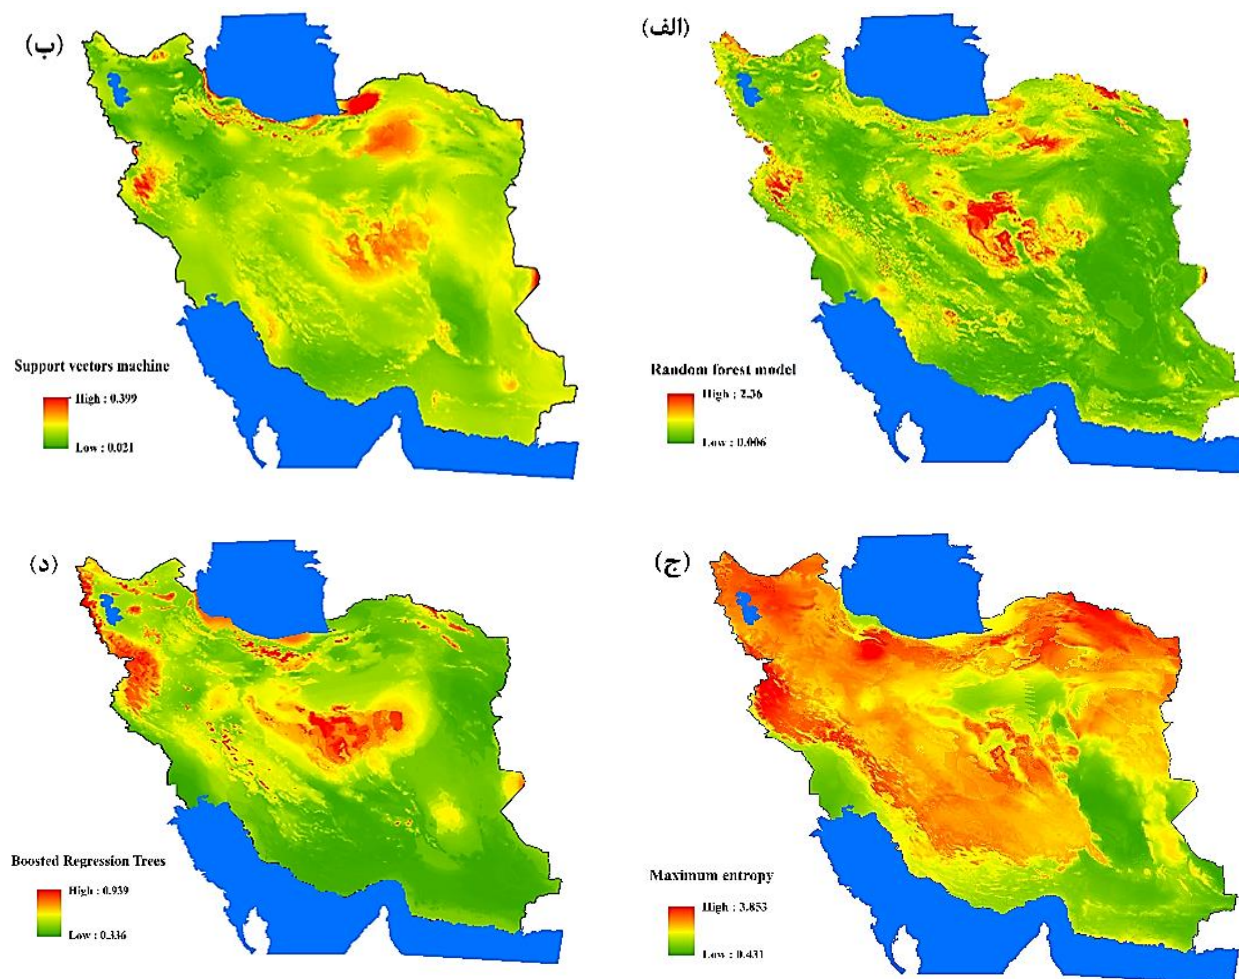 (الف)
Random forest model
High : 2.36
Low : 0.006
(ب)
Support vectors machine
High : 0.399
Low : 0.021
(ج)
Maximum entropy
High : 3.853
Low : 0.431
(د)
Boosted Regression Trees
High : 0.939
Low : 0.336